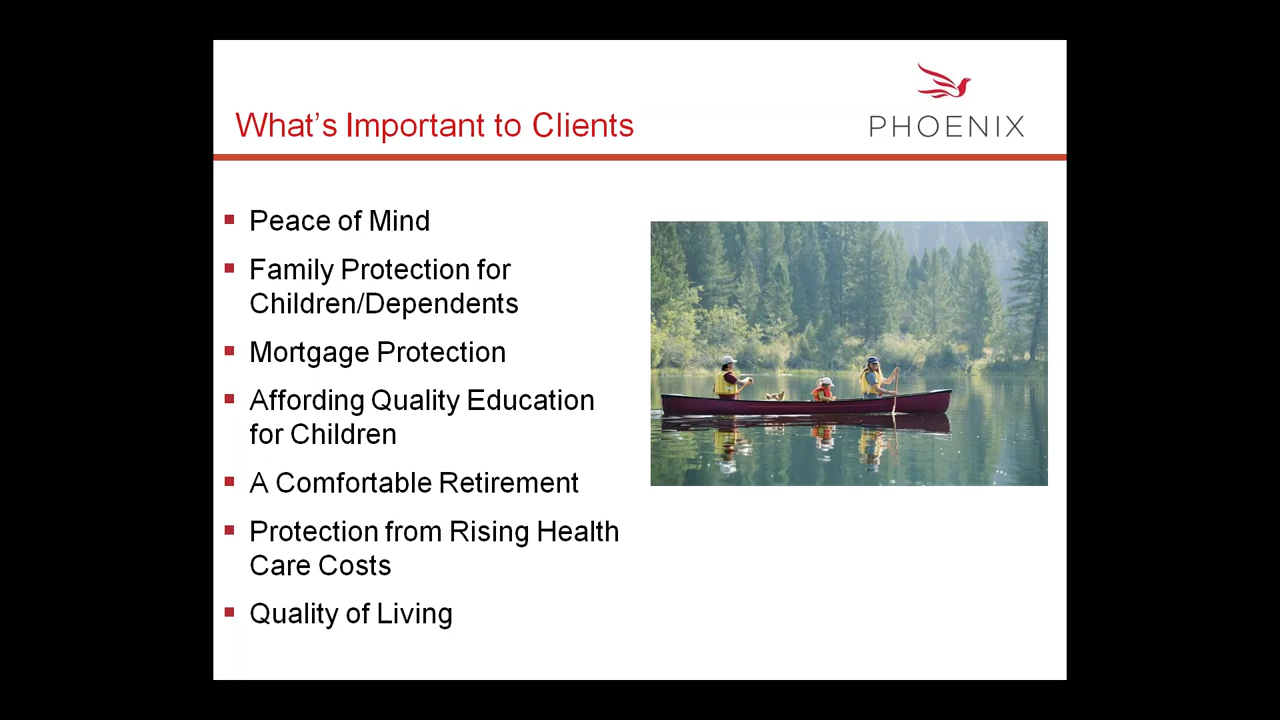 What's Important to Clients
PHOENIX
Peace of Mind
Family Protection for
Children/Dependents
Mortgage Protection
Affording Quality Education
for Children
A Comfortable Retirement
Protection from Rising Health
Care Costs
Quality of Living